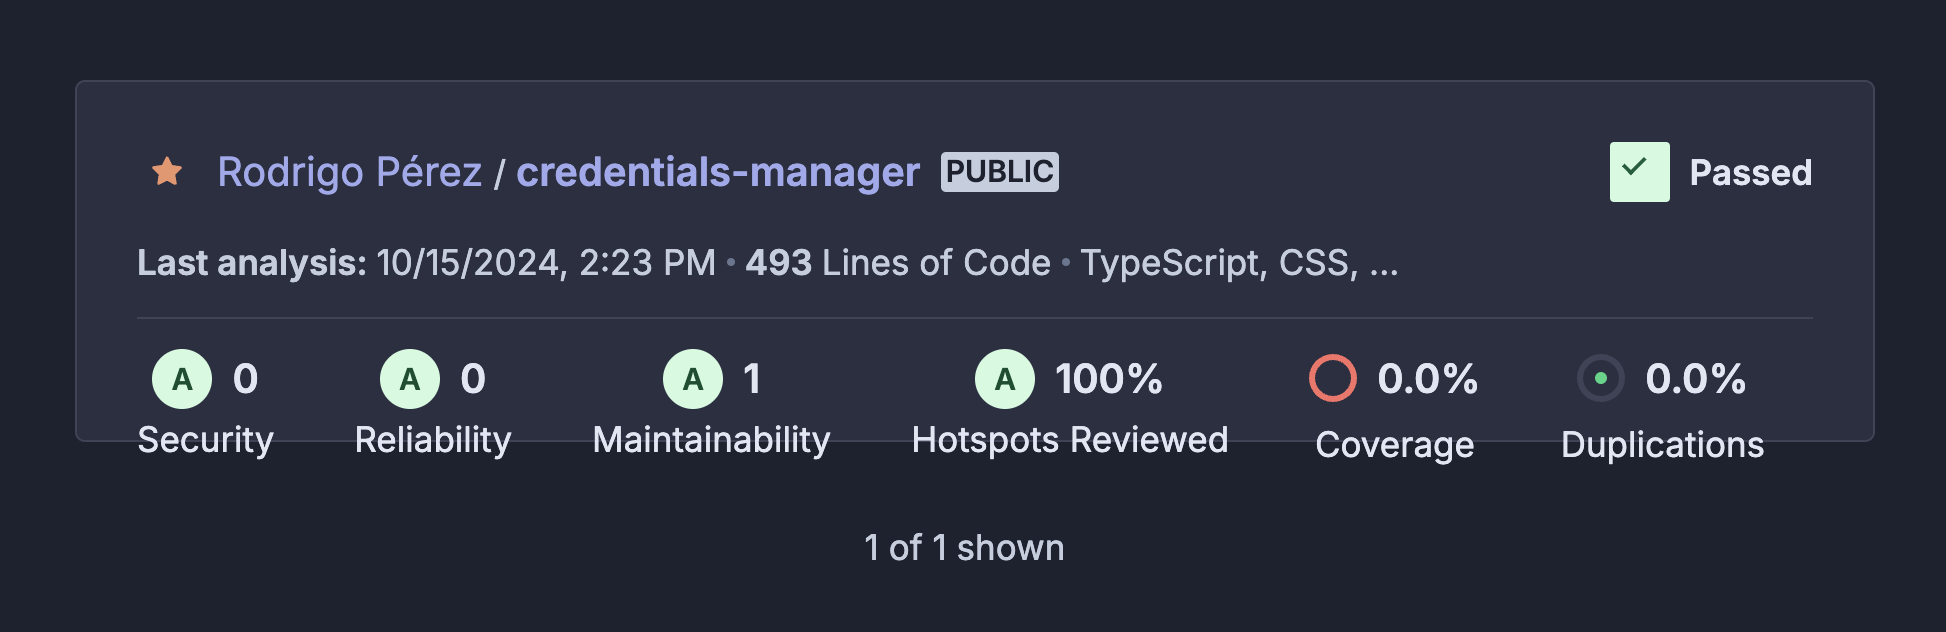 Rodrigo Pérez / credentials-manager PUBLIC Passed
Last analysis: 10/15/2024, 2:23 PM • 493 Lines of Code • TypeScript, CSS, ...
A 0 A 0 A 1 A 100% 0.0% 0.0%
Security Reliability Maintainability Hotspots Reviewed Coverage Duplications
1 of 1 shown